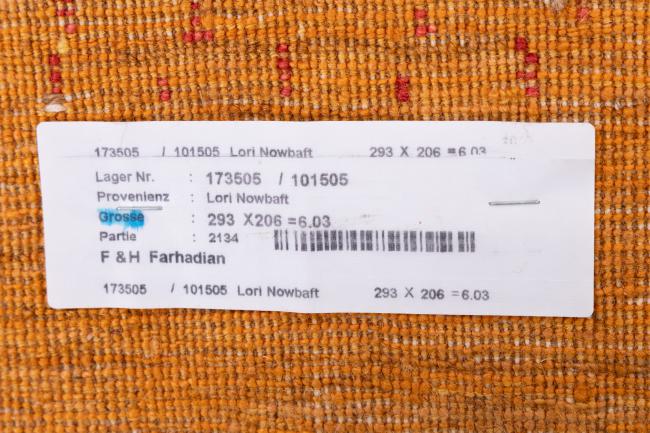 173505 / 101505 Lori Nowbaft 293 X 206 =6.03
Lager Nr. : 173505 / 101505
Provenienz : Lori Nowbaft
Grosse : 293 X206 =6.03
Partie : 2134
F & H Farhadian
173505 / 101505 Lori Nowbaft 293 X 206 =6.03